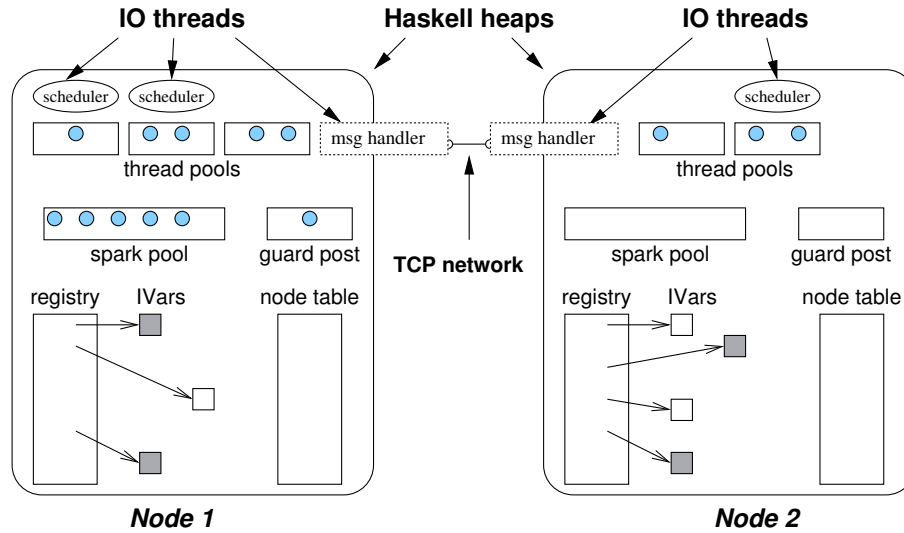 IO threads Haskell heaps IO threads
scheduler scheduler scheduler
msg handler msg handler
thread pools thread pools
spark pool guard post spark pool guard post
TCP network
registry IVars node table registry IVars node table
Node 1 Node 2